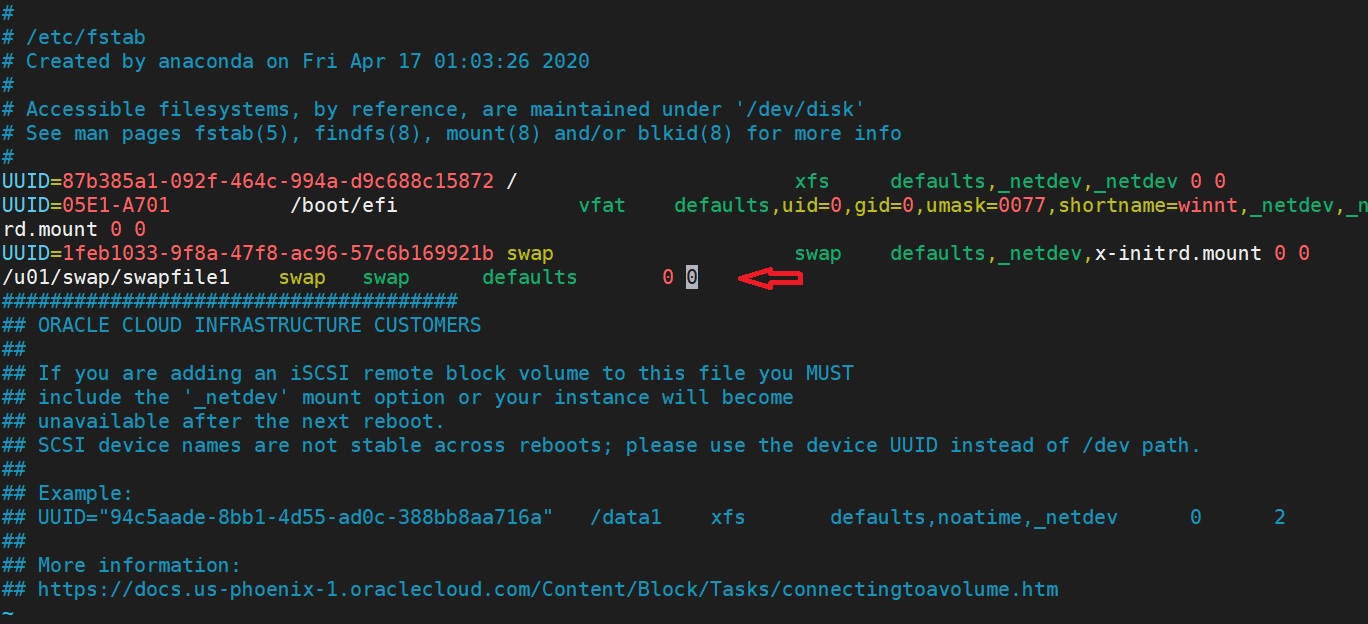 #
# /etc/fstab
# Created by anaconda on Fri Apr 17 01:03:26 2020
#
# Accessible filesystems, by reference, are maintained under '/dev/disk'
# See man pages fstab(5), findfs(8), mount(8) and/or blkid(8) for more info
#
UUID=87b385a1-092f-464c-994a-d9c688c15872 /                       xfs     defaults,_netdev,_netdev 0 0
UUID=05E1-A701          /boot/efi               vfat    defaults,uid=0,gid=0,umask=0077,shortname=winnt,_netdev,_n
rd.mount 0 0
UUID=1feb1033-9f8a-47f8-ac96-57c6b169921b swap                    swap    defaults,_netdev,x-initrd.mount 0 0
/u01/swap/swapfile1    swap   swap      defaults       0 0
######################################
## ORACLE CLOUD INFRASTRUCTURE CUSTOMERS
##
## If you are adding an iSCSI remote block volume to this file you MUST
## include the '_netdev' mount option or your instance will become
## unavailable after the next reboot.
## SCSI device names are not stable across reboots; please use the device UUID instead of /dev path.
##
## Example:
## UUID="94c5aade-8bb1-4d55-ad0c-388bb8aa716a"   /data1    xfs       defaults,noatime,_netdev      0      2
##
## More information:
## https://docs.us-phoenix-1.oraclecloud.com/Content/Block/Tasks/connectingtoavolume.htm
~